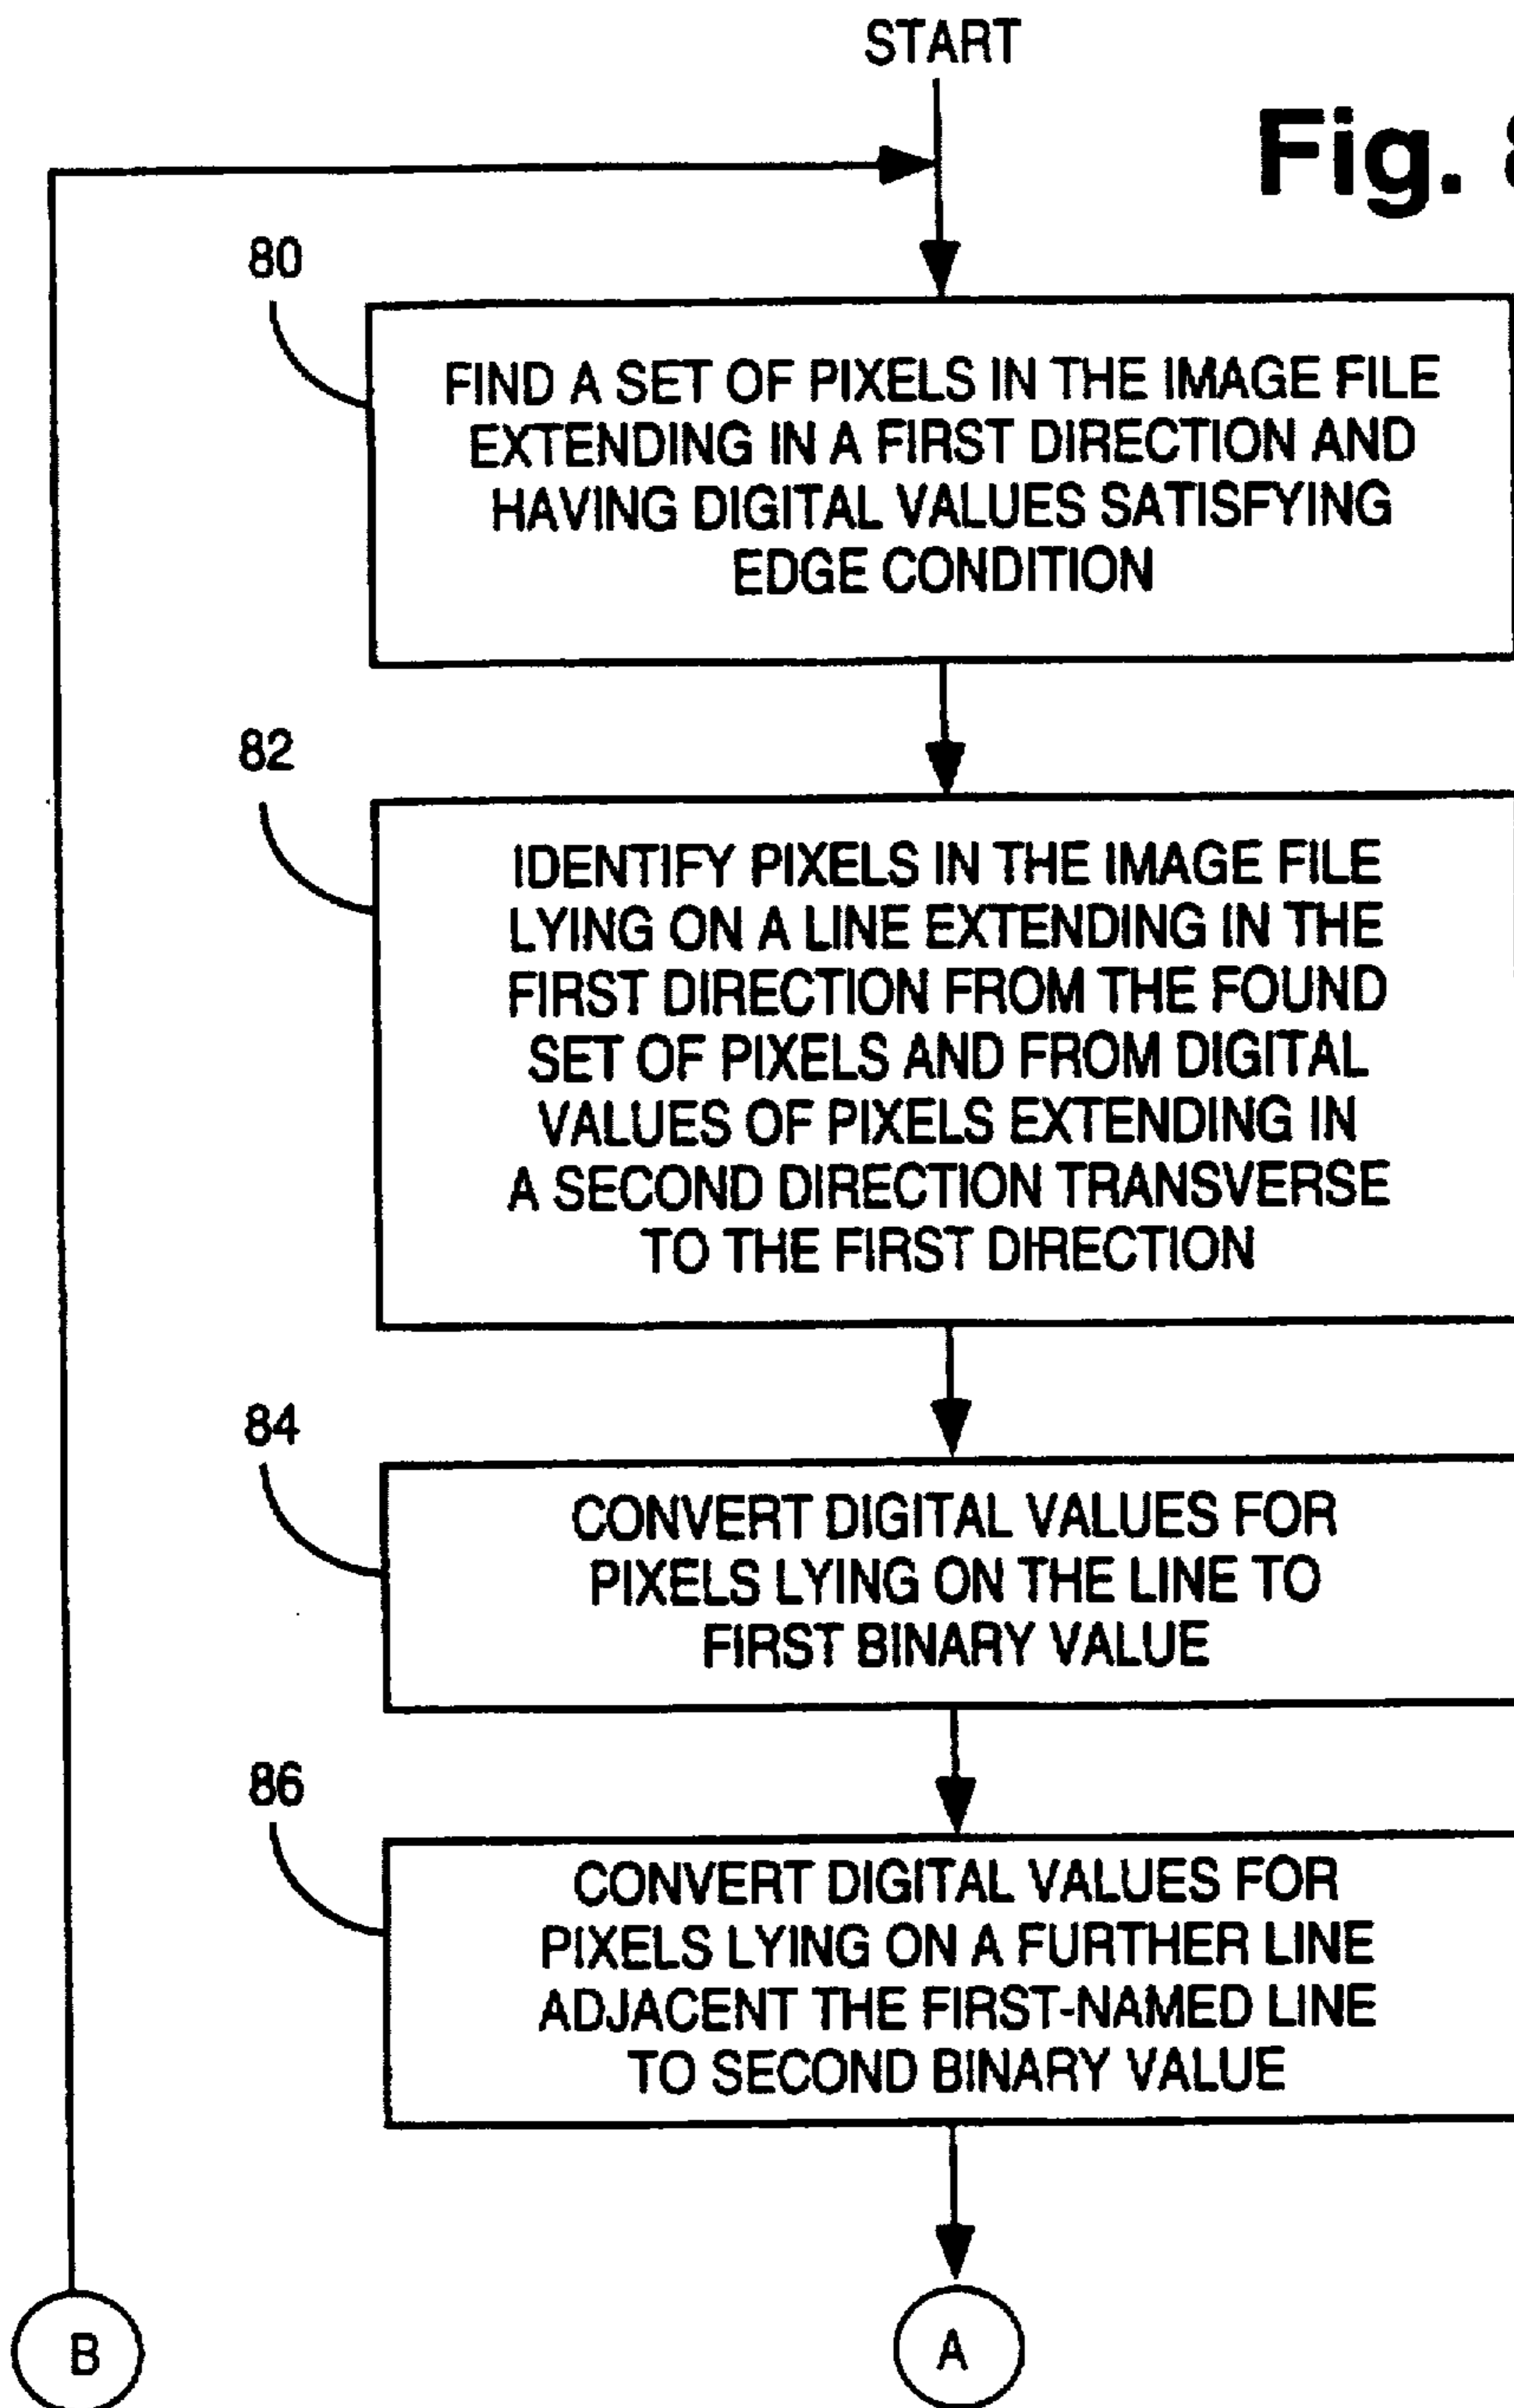 START
Fig. 8
80
FIND A SET OF PIXELS IN THE IMAGE FILE
EXTENDING IN A FIRST DIRECTION AND
HAVING DIGITAL VALUES SATISFYING
EDGE CONDITION
82
IDENTIFY PIXELS IN THE IMAGE FILE
LYING ON A LINE EXTENDING IN THE
FIRST DIRECTION FROM THE FOUND
SET OF PIXELS AND FROM DIGITAL
VALUES OF PIXELS EXTENDING IN
A SECOND DIRECTION TRANSVERSE
TO THE FIRST DIRECTION
84
CONVERT DIGITAL VALUES FOR
PIXELS LYING ON THE LINE TO
FIRST BINARY VALUE
86
CONVERT DIGITAL VALUES FOR
PIXELS LYING ON A FURTHER LINE
ADJACENT THE FIRST-NAMED LINE
TO SECOND BINARY VALUE
B
A